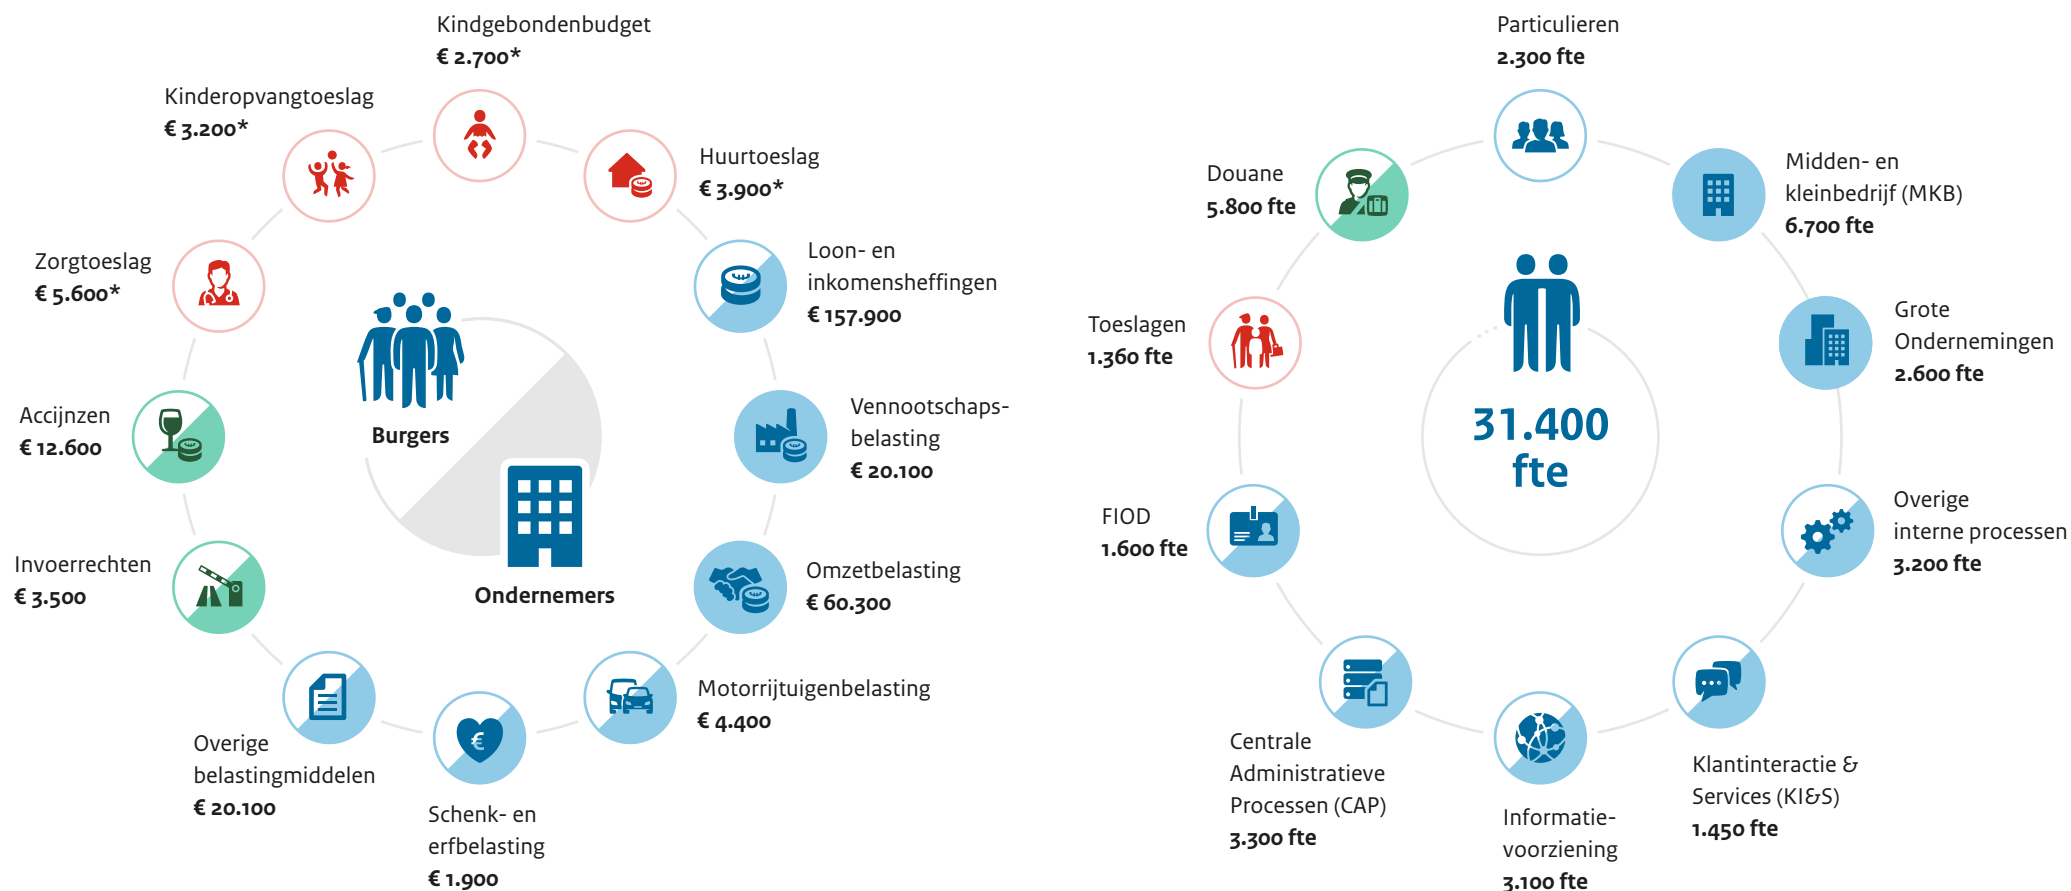 Kindgebondenbudget
€ 2.700*
Kinderopvangtoeslag
€ 3.200*
Huurtoeslag
€ 3.900*
Zorgtoeslag
€ 5.600*
Loon- en
inkomensheffingen
€ 157.900
Accijnzen
€ 12.600
Burgers
Vennootschaps-
belasting
€ 20.100
Invoerrechten
€ 3.500
Ondernemers
Omzetbelasting
€ 60.300
Motorrijtuigenbelasting
€ 4.400
Overige
belastingmiddelen
€ 20.100
€
Schenk- en
erfbelasting
€ 1.900
Particulieren
2.300 fte
Douane
5.800 fte
Midden- en
kleinbedrijf (MKB)
6.700 fte
Toeslagen
1.360 fte
Grote
Ondernemingen
2.600 fte
31.400
fte
FIOD
1.600 fte
Overige
interne processen
3.200 fte
Centrale
Administratieve
Processen (CAP)
3.300 fte
Informatie-
voorziening
3.100 fte
Klantinteractie &
Services (KI&S)
1.450 fte